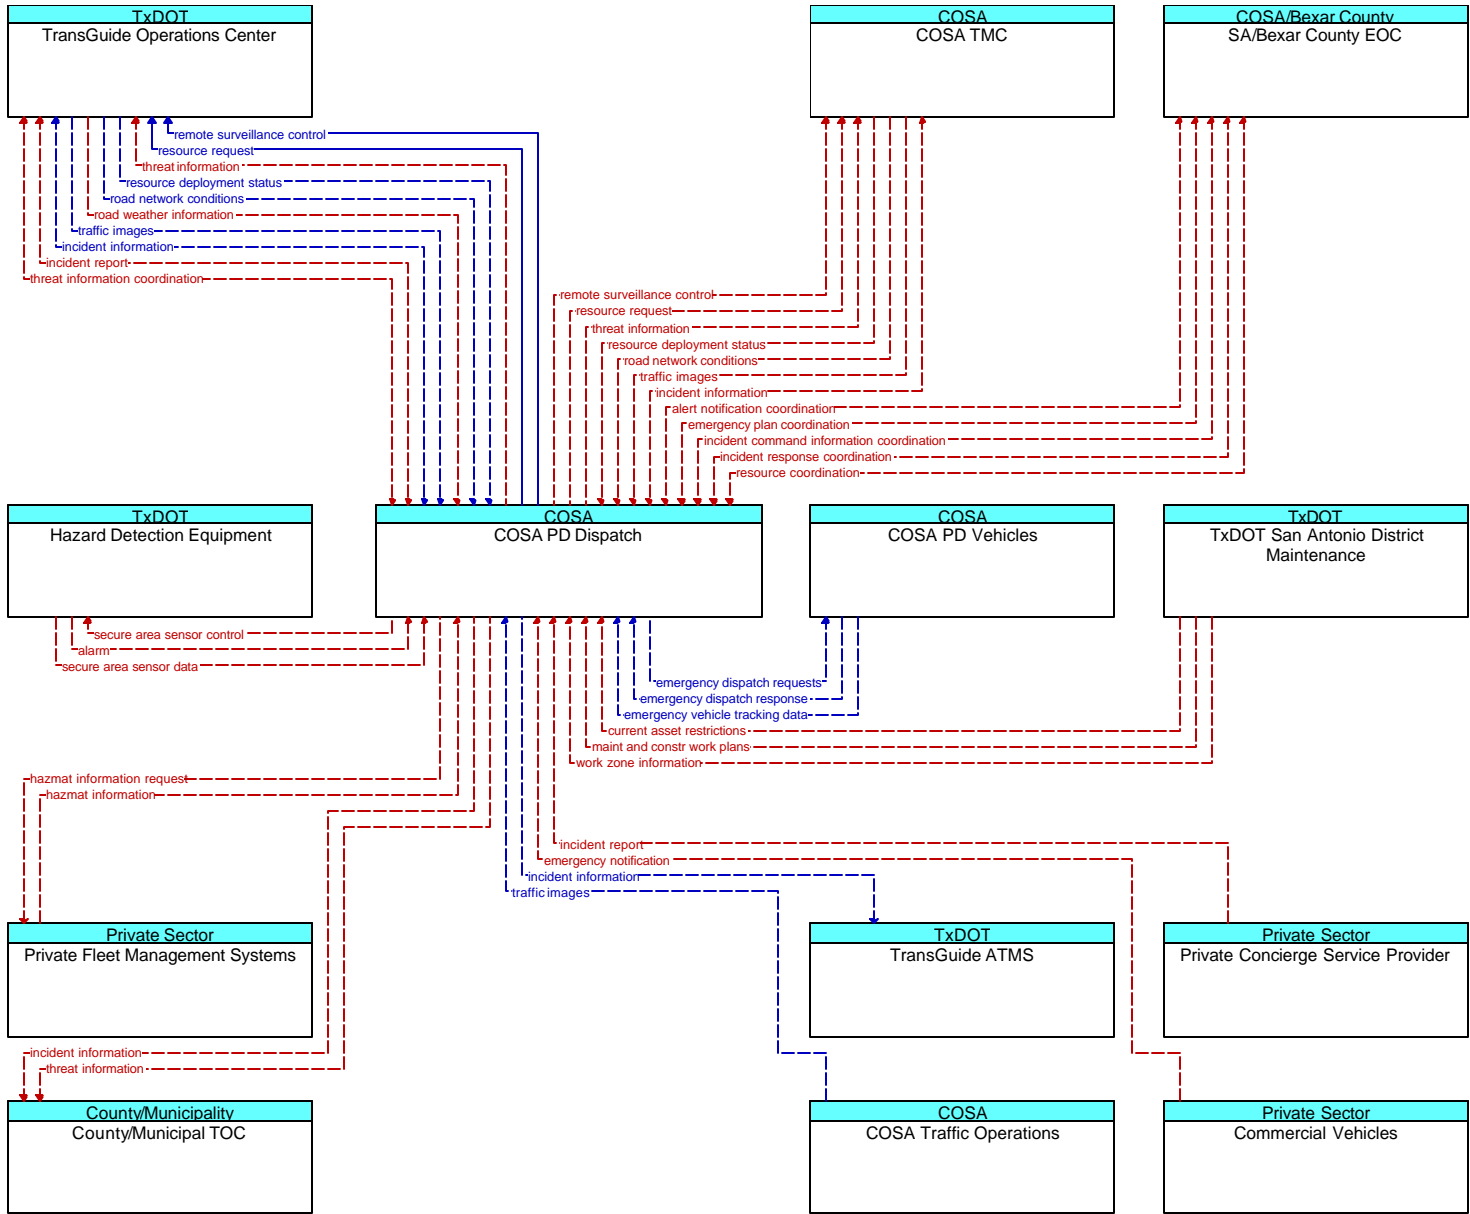 TxDOT
TransGuide Operations Center
COSA
COSA TMC
COSA/Bexar County
SA/Bexar County EOC
remote surveillance control
resource request
threat information
resource deployment status
road network conditions
road weather information
traffic images
incident information
incident report
threat information coordination
remote surveillance control
resource request
threat information
resource deployment status
road network conditions
traffic images
incident information
alert notification coordination
emergency plan coordination
incident command information coordination
incident response coordination
resource coordination
TxDOT
Hazard Detection Equipment
COSA
COSA PD Dispatch
COSA
COSA PD Vehicles
TxDOT
TxDOT San Antonio District
Maintenance
secure area sensor control
alarm
secure area sensor data
emergency dispatch requests
emergency dispatch response
emergency vehicle tracking data
current asset restrictions
maint and constr work plans
work zone information
hazmat information request
hazmat information
incident report
emergency notification
incident information
traffic images
Private Sector
Private Fleet Management Systems
TxDOT
TransGuide ATMS
Private Sector
Private Concierge Service Provider
incident information
threat information
County/Municipality
County/Municipal TOC
COSA
COSA Traffic Operations
Private Sector
Commercial Vehicles